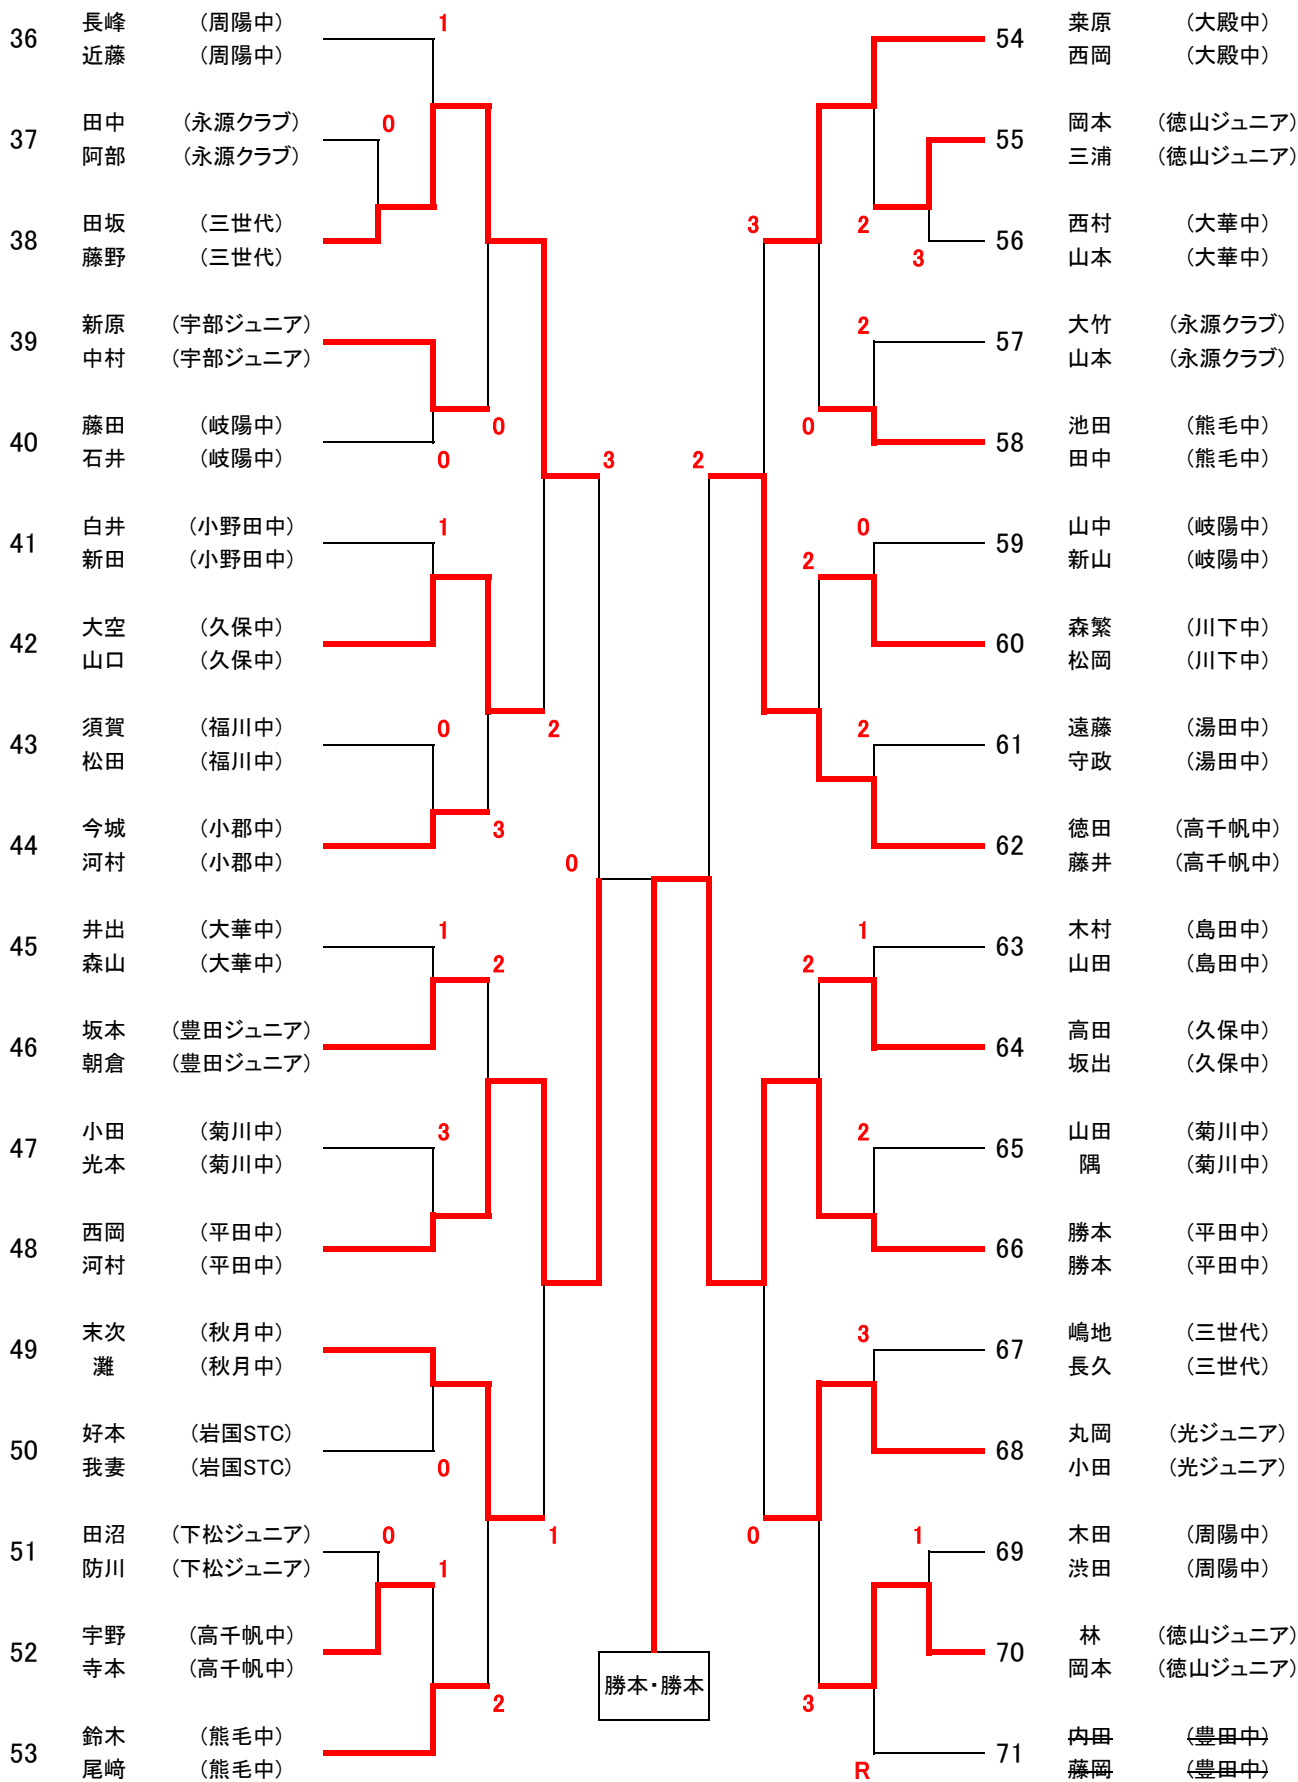 36 長峰 (周陽中)
近藤 (周陽中)
1
37 田中 (永源クラブ)
阿部 (永源クラブ)
0
38 田坂 (三世代)
藤野 (三世代)
39 新原 (宇部ジュニア)
中村 (宇部ジュニア)
0
40 藤田 (岐陽中)
石井 (岐陽中)
0
3
41 白井 (小野田中)
新田 (小野田中)
1
42 大空 (久保中)
山口 (久保中)
43 須賀 (福川中)
松田 (福川中)
0
2
44 今城 (小郡中)
河村 (小郡中)
3
0
45 井出 (大華中)
森山 (大華中)
1
2
46 坂本 (豊田ジュニア)
朝倉 (豊田ジュニア)
47 小田 (菊川中)
光本 (菊川中)
3
48 西岡 (平田中)
河村 (平田中)
49 末次 (秋月中)
灘 (秋月中)
50 好本 (岩国STC)
我妻 (岩国STC)
0
51 田沼 (下松ジュニア)
防川 (下松ジュニア)
0
1
1
52 宇野 (高千帆中)
寺本 (高千帆中)
2
53 鈴木 (熊毛中)
尾﨑 (熊毛中)
勝本・勝本
54 桒原 (大殿中)
西岡 (大殿中)
55 岡本 (徳山ジュニア)
三浦 (徳山ジュニア)
3
2
56 西村 (大華中)
山本 (大華中)
3
57 大竹 (永源クラブ)
山本 (永源クラブ)
2
58 池田 (熊毛中)
田中 (熊毛中)
0
2
59 山中 (岐陽中)
新山 (岐陽中)
0
2
60 森繁 (川下中)
松岡 (川下中)
61 遠藤 (湯田中)
守政 (湯田中)
2
62 徳田 (高千帆中)
藤井 (高千帆中)
63 木村 (島田中)
山田 (島田中)
1
2
64 高田 (久保中)
坂出 (久保中)
65 山田 (菊川中)
隅 (菊川中)
2
66 勝本 (平田中)
勝本 (平田中)
67 嶋地 (三世代)
長久 (三世代)
3
68 丸岡 (光ジュニア)
小田 (光ジュニア)
69 木田 (周陽中)
渋田 (周陽中)
0
1
70 林 (徳山ジュニア)
岡本 (徳山ジュニア)
3
71 内田 (豊田中)
藤岡 (豊田中)
R